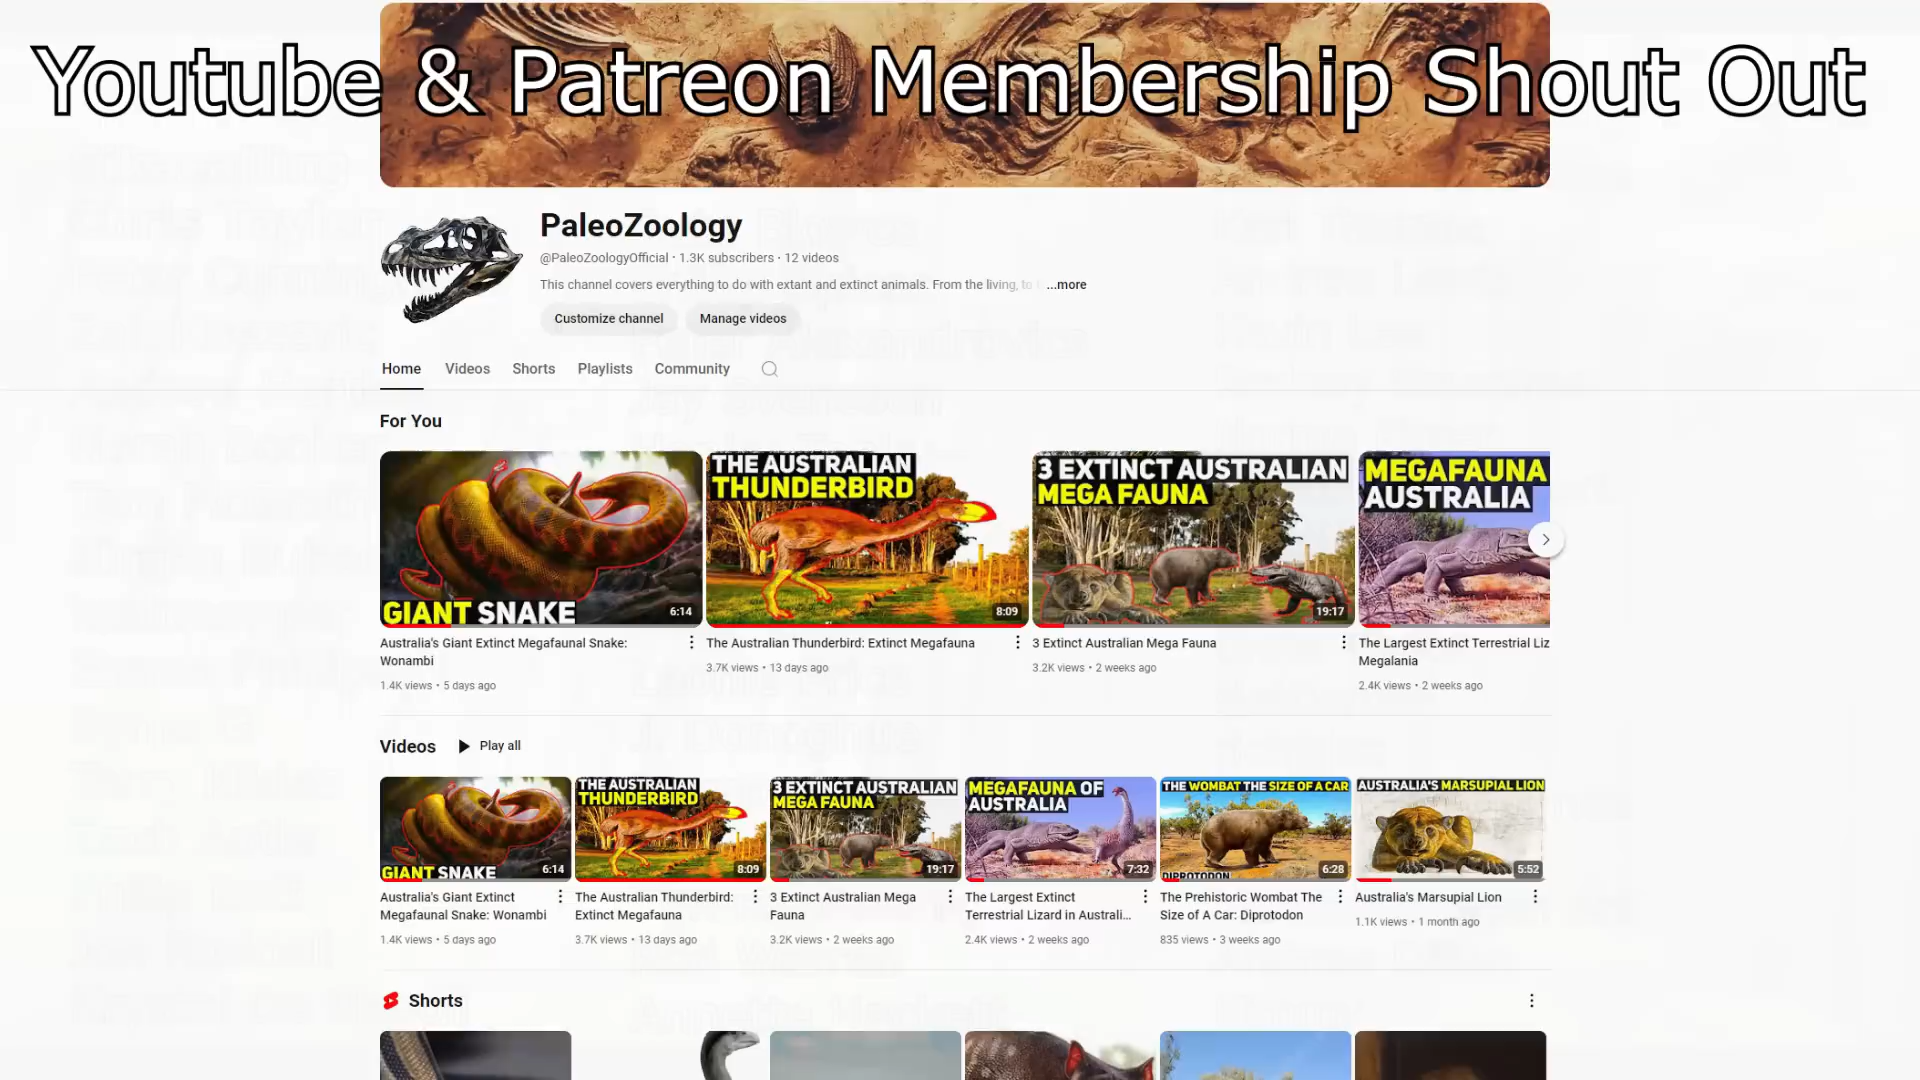 Youtube & Patreon Membership Shout Out
PaleoZoology
@PaleoZoologyOfficial · 1.3K subscribers · 12 videos
This channel covers everything to do with extant and extinct animals. From the living, to ...more
Customize channel Manage videos
Home Videos Shorts Playlists Community
For You
THE AUSTRALIAN
THUNDERBIRD
3 EXTINCT AUSTRALIAN
MEGA FAUNA
MEGAFAUNA
AUSTRALIA
GIANT SNAKE
6:14
8:09
19:17
Australia's Giant Extinct Megafaunal Snake:
Wonambi
1.4K views • 5 days ago
The Australian Thunderbird: Extinct Megafauna
3.7K views • 13 days ago
3 Extinct Australian Mega Fauna
3.2K views • 2 weeks ago
The Largest Extinct Terrestrial Liz
Megalania
2.4K views • 2 weeks ago
Videos Play all
GIANT SNAKE
6:14
THE AUSTRALIAN
THUNDERBIRD
8:09
3 EXTINCT AUSTRALIAN
MEGA FAUNA
19:17
MEGAFAUNA OF
AUSTRALIA
7:32
THE WOMBAT THE SIZE OF A CAR
DIPROTODON
6:28
AUSTRALIA'S MARSUPIAL LION
5:52
Australia's Giant Extinct
Megafaunal Snake: Wonambi
1.4K views • 5 days ago
The Australian Thunderbird:
Extinct Megafauna
3.7K views • 13 days ago
3 Extinct Australian Mega
Fauna
3.2K views • 2 weeks ago
The Largest Extinct
Terrestrial Lizard in Australi...
2.4K views • 2 weeks ago
The Prehistoric Wombat The
Size of A Car: Diprotodon
835 views • 3 weeks ago
Australia's Marsupial Lion
1.1K views • 1 month ago
Shorts